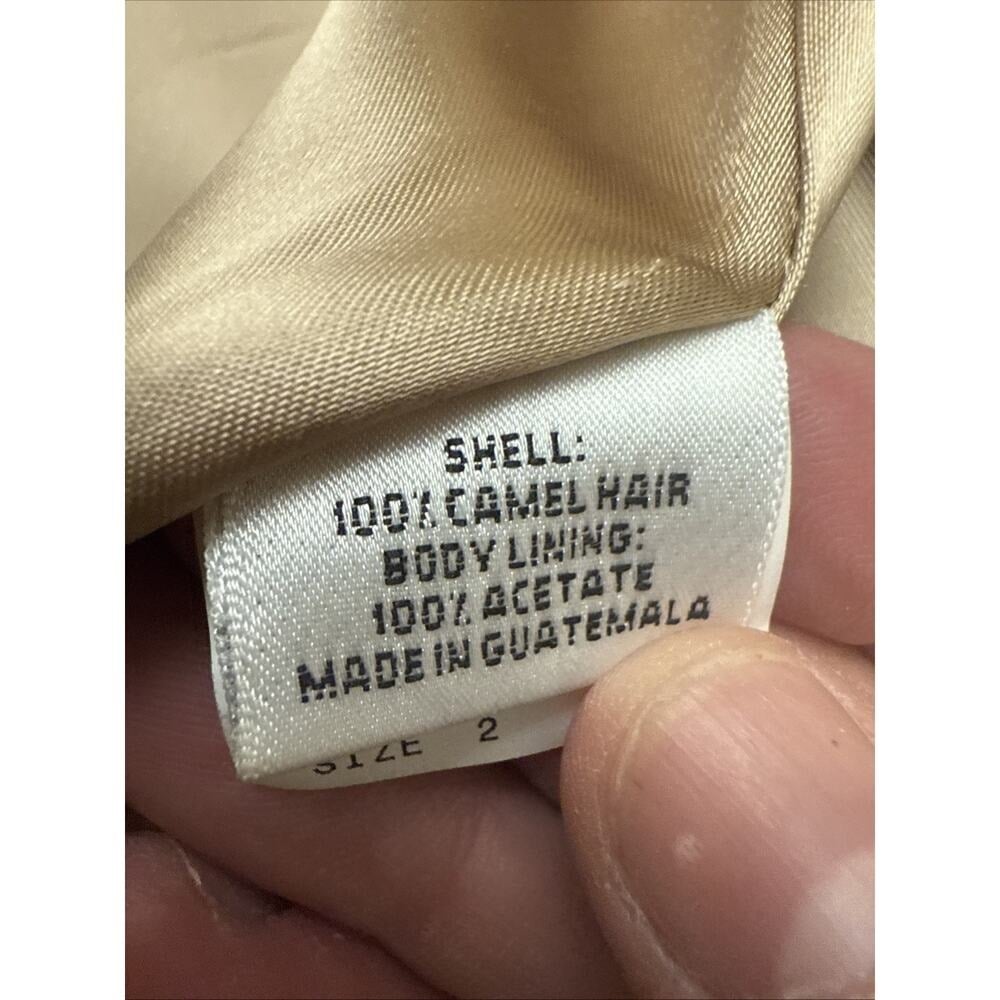 SHELL:
100% CAMEL HAIR
BODY LINING:
100% ACETATE
MADE IN GUATEMALA
SIZE 2